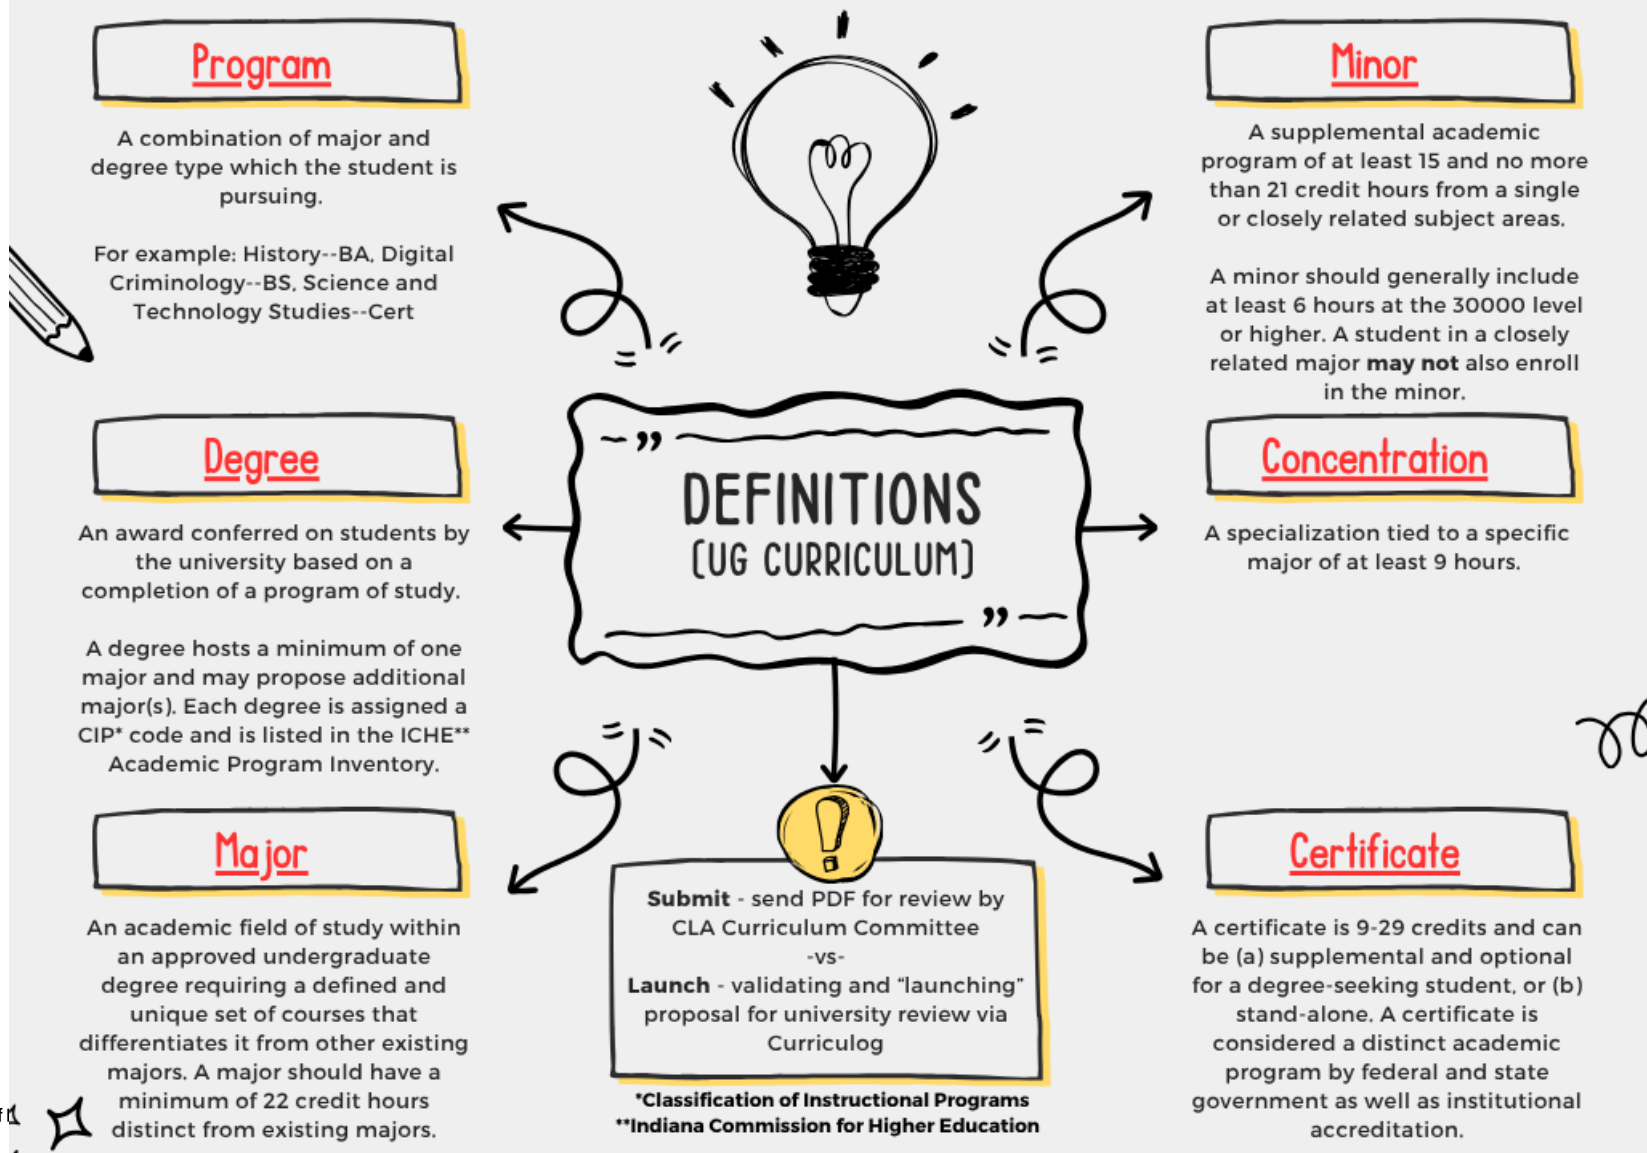 Program
A combination of major and
degree type which the student is
pursuing.
For example: History--BA, Digital
Criminology--BS, Science and
Technology Studies--Cert
Degree
An award conferred on students by
the university based on a
completion of a program of study.
A degree hosts a minimum of one
major and may propose additional
major(s). Each degree is assigned a
CIP* code and is listed in the ICHE**
Academic Program Inventory.
Major
An academic field of study within
an approved undergraduate
degree requiring a defined and
unique set of courses that
differentiates it from other existing
majors. A major should have a
minimum of 22 credit hours
distinct from existing majors.
DEFINITIONS
(UG CURRICULUM)
Submit - send PDF for review by
CLA Curriculum Committee
-vs-
Launch - validating and “launching”
proposal for university review via
Curriculog
*Classification of Instructional Programs
**Indiana Commission for Higher Education
Minor
A supplemental academic
program of at least 15 and no more
than 21 credit hours from a single
or closely related subject areas.
A minor should generally include
at least 6 hours at the 30000 level
or higher. A student in a closely
related major may not also enroll
in the minor.
Concentration
A specialization tied to a specific
major of at least 9 hours.
Certificate
A certificate is 9-29 credits and can
be (a) supplemental and optional
for a degree-seeking student, or (b)
stand-alone. A certificate is
considered a distinct academic
program by federal and state
government as well as institutional
accreditation.